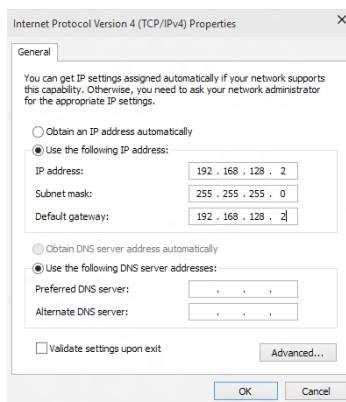 Internet Protocol Version 4 (TCP/IPv4) Properties
General
You can get IP settings assigned automatically if your network supports
this capability. Otherwise, you need to ask your network administrator
for the appropriate IP settings.
Obtain an IP address automatically
Use the following IP address:
IP address: 192 . 168 . 128 . 2
Subnet mask: 255 . 255 . 255 . 0
Default gateway: 192 . 168 . 128 . 2
Obtain DNS server address automatically
Use the following DNS server addresses:
Preferred DNS server: . . .
Alternate DNS server: . . .
Validate settings upon exit
Advanced...
OK Cancel